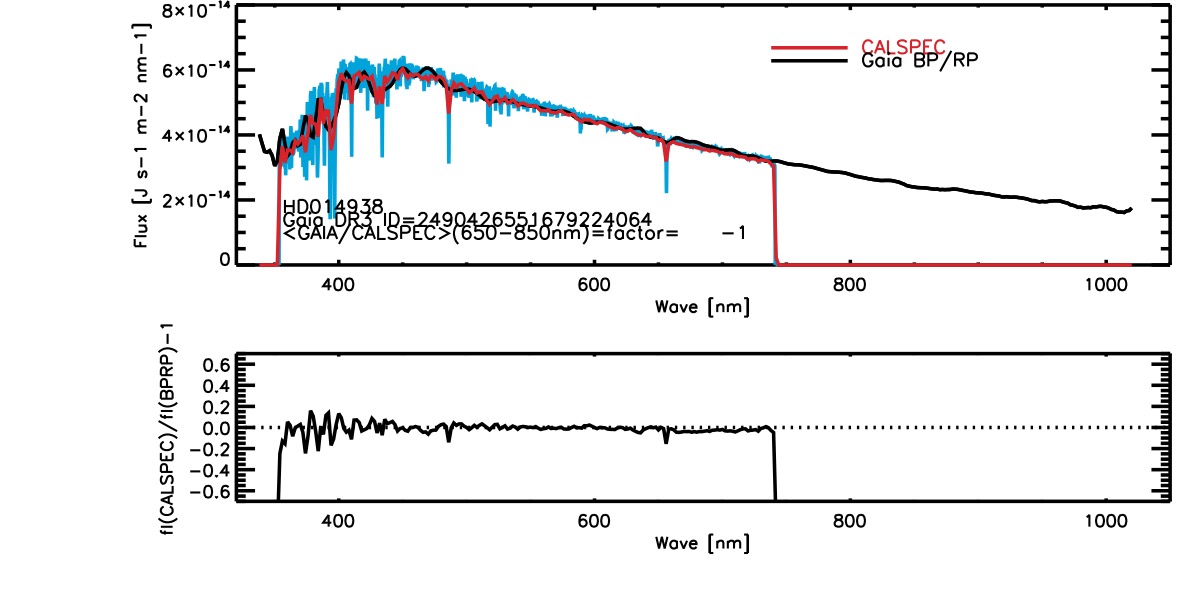 8×10−14
6×10−14
4×10−14
2×10−14
0
Flux [J s−1 m−2 nm−1]
CALSPEC
Gaia BP/RP
HD014938
Gaia DR3 ID=2490426551679224064
<GAIA/CALSPEC>(650−850nm)=factor= −1
400 600 800 1000
Wave [nm]
fl(CALSPEC)/fl(BPRP)−1
0.6
0.4
0.2
0.0
−0.2
−0.4
−0.6
400 600 800 1000
Wave [nm]